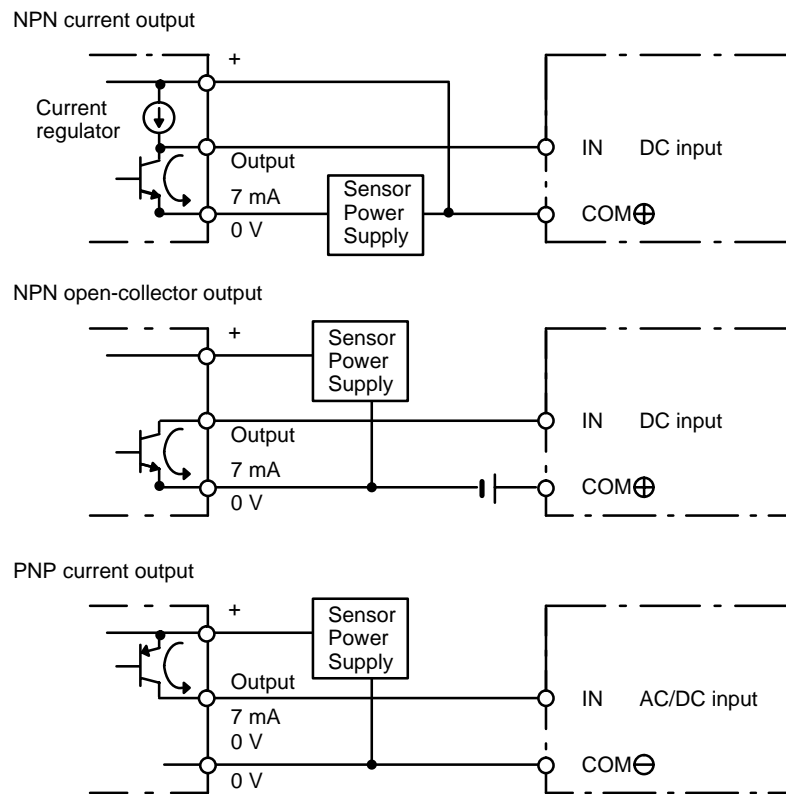 NPN current output
+
Current
regulator
Output
IN DC input
7 mA
Sensor
Power
Supply
COM⊕
0 V
NPN open-collector output
+
Sensor
Power
Supply
Output
IN DC input
7 mA
COM⊕
0 V
PNP current output
+
Sensor
Power
Supply
Output
IN AC/DC input
7 mA
0 V
COM⊖
0 V